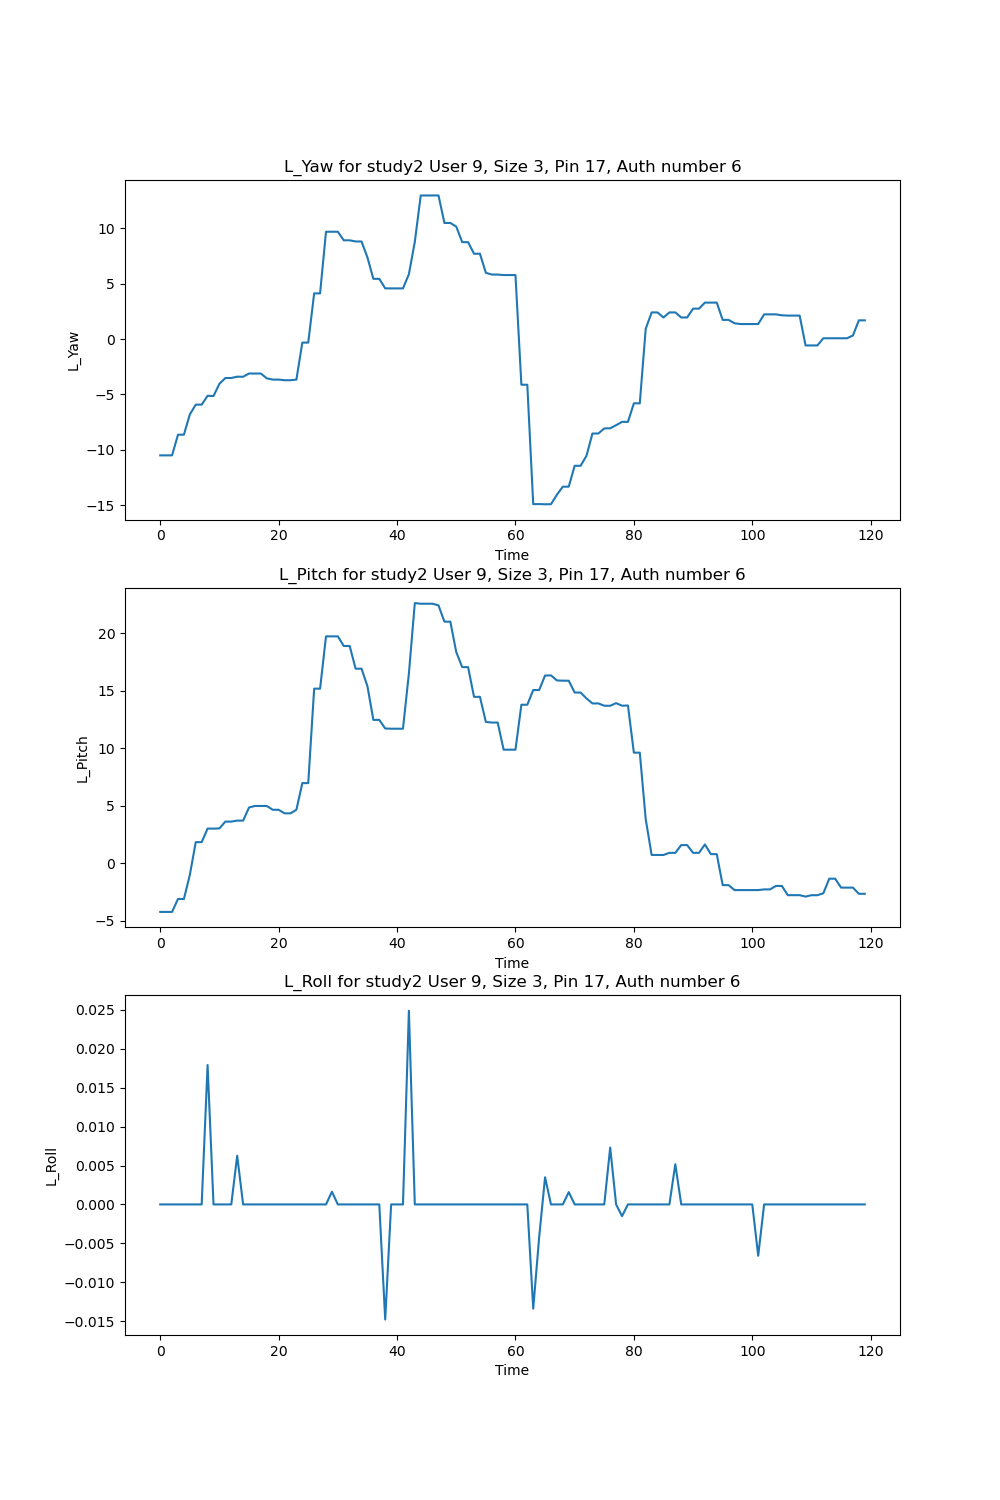 L_Yaw for study2 User 9, Size 3, Pin 17, Auth number 6
10
5
0
−5
−10
−15
L_Yaw
0 20 40 60 80 100 120
Time
L_Pitch for study2 User 9, Size 3, Pin 17, Auth number 6
20
15
10
5
0
−5
L_Pitch
0 20 40 60 80 100 120
Time
L_Roll for study2 User 9, Size 3, Pin 17, Auth number 6
0.025
0.020
0.015
0.010
0.005
0.000
−0.005
−0.010
−0.015
L_Roll
0 20 40 60 80 100 120
Time